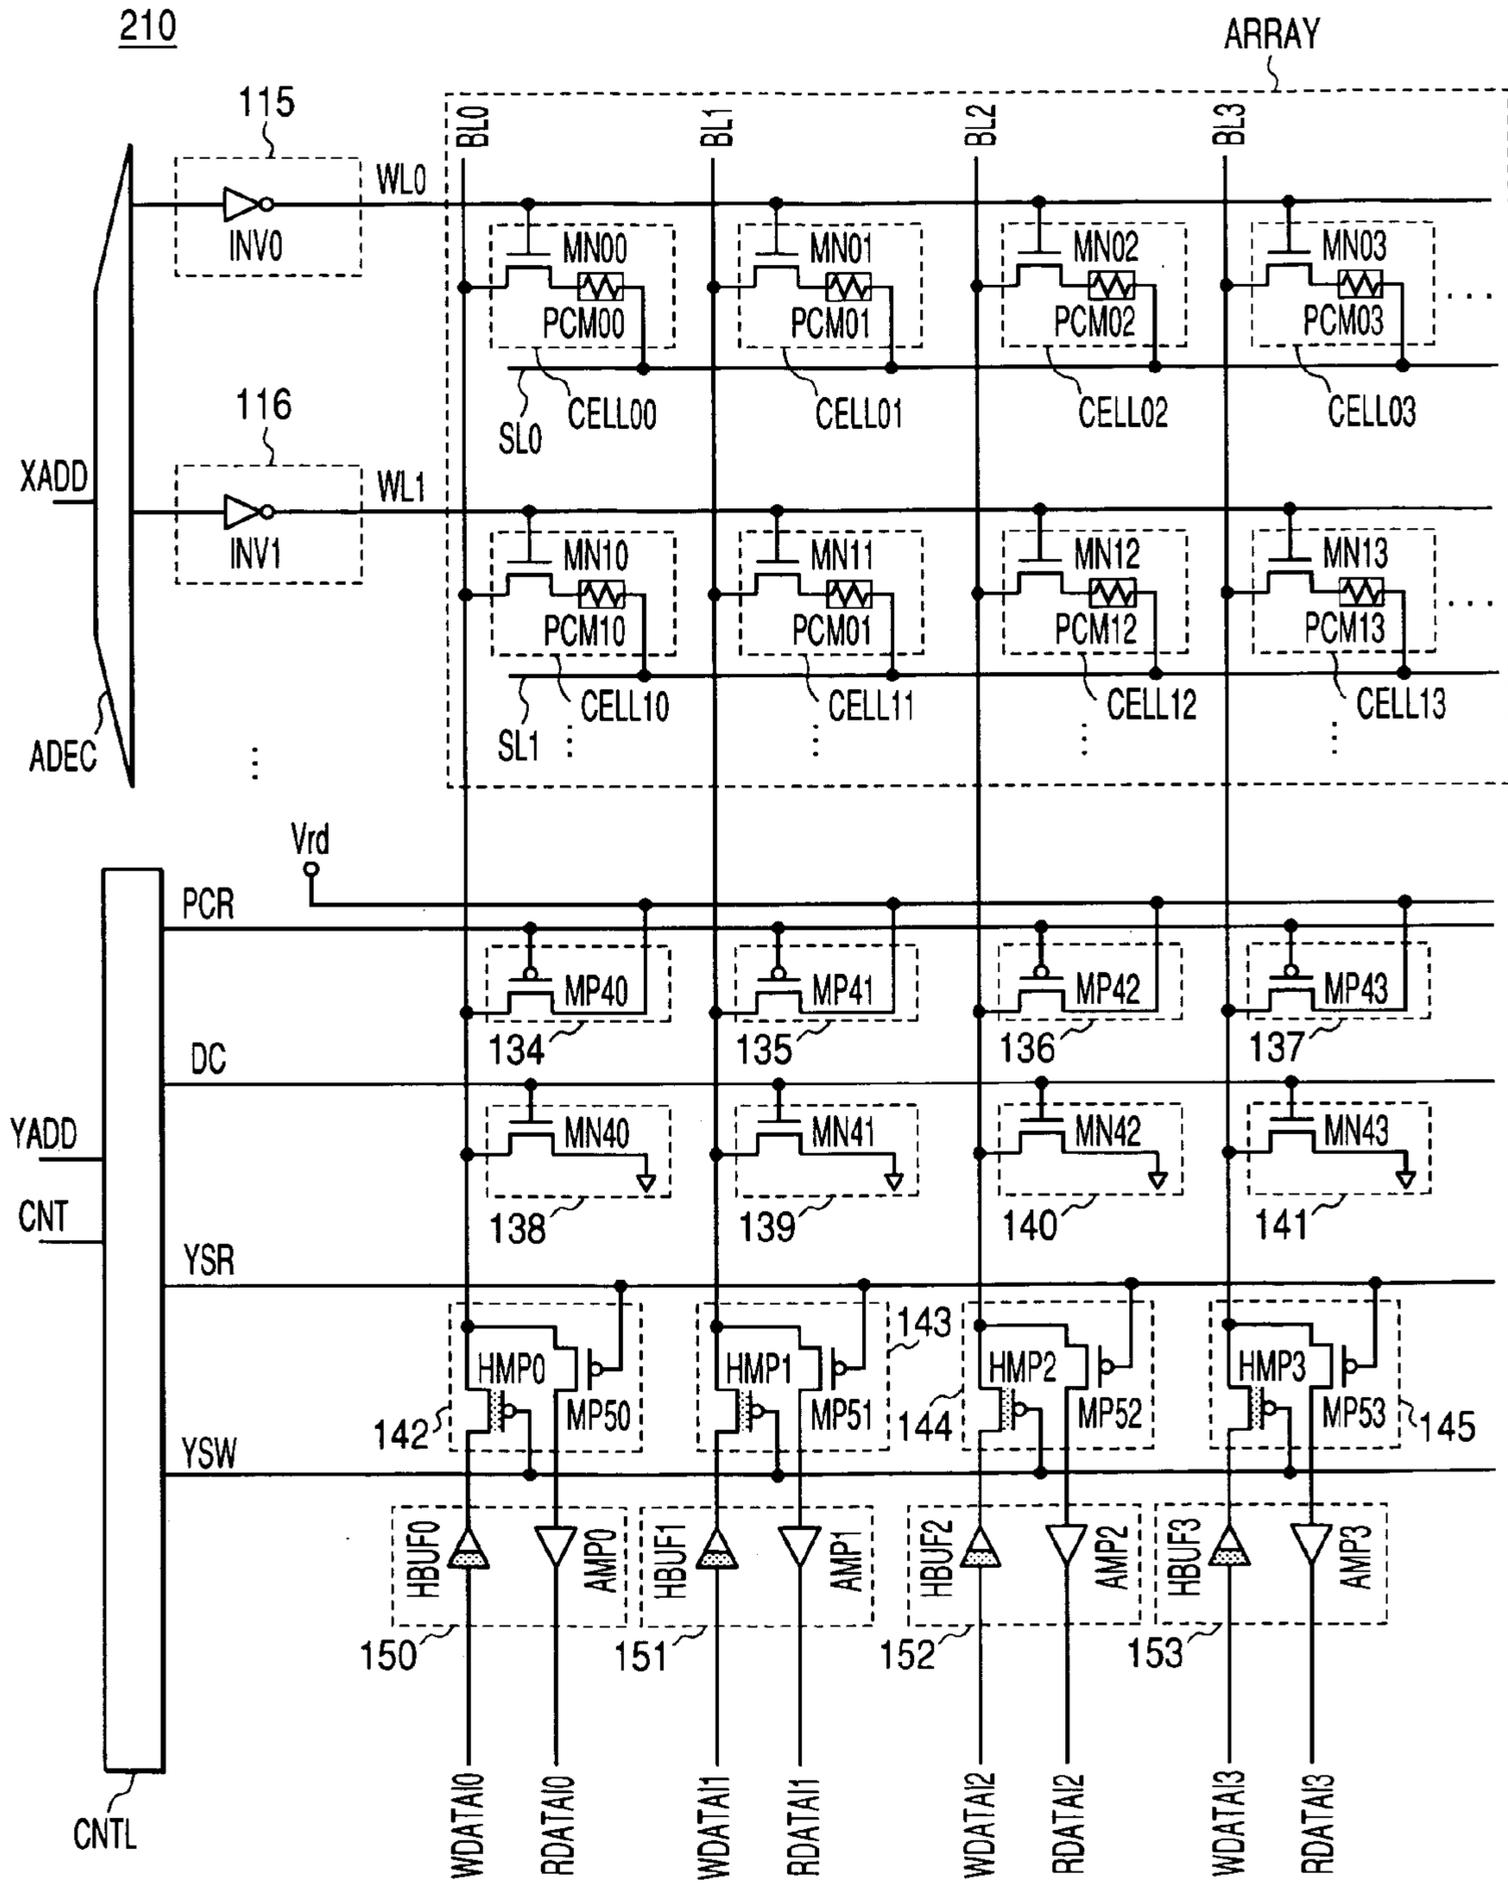 210
ARRAY
115
BL0 BL1 BL2 BL3
WL0
INV0
MN00 MN01 MN02 MN03
PCM00 PCM01 PCM02 PCM03
...
CELL00 CELL01 CELL02 CELL03
SL0
116
XADD
WL1
INV1
MN10 MN11 MN12 MN13
PCM10 PCM01 PCM12 PCM13
...
CELL10 CELL11 CELL12 CELL13
SL1
ADEC
Vrd
PCR
MP40 MP41 MP42 MP43
134 135 136 137
DC
YADD
MN40 MN41 MN42 MN43
CNT
138 139 140 141
YSR
143
HMP0 HMP1 HMP2 HMP3
MP50 MP51 MP52 MP53
142 144 145
YSW
HBUF0 AMP0 HBUF1 AMP1 HBUF2 AMP2 HBUF3 AMP3
150 151 152 153
CNTL
WDATAI0 RDATAI0 WDATAI1 RDATAI1 WDATAI2 RDATAI2 WDATAI3 RDATAI3